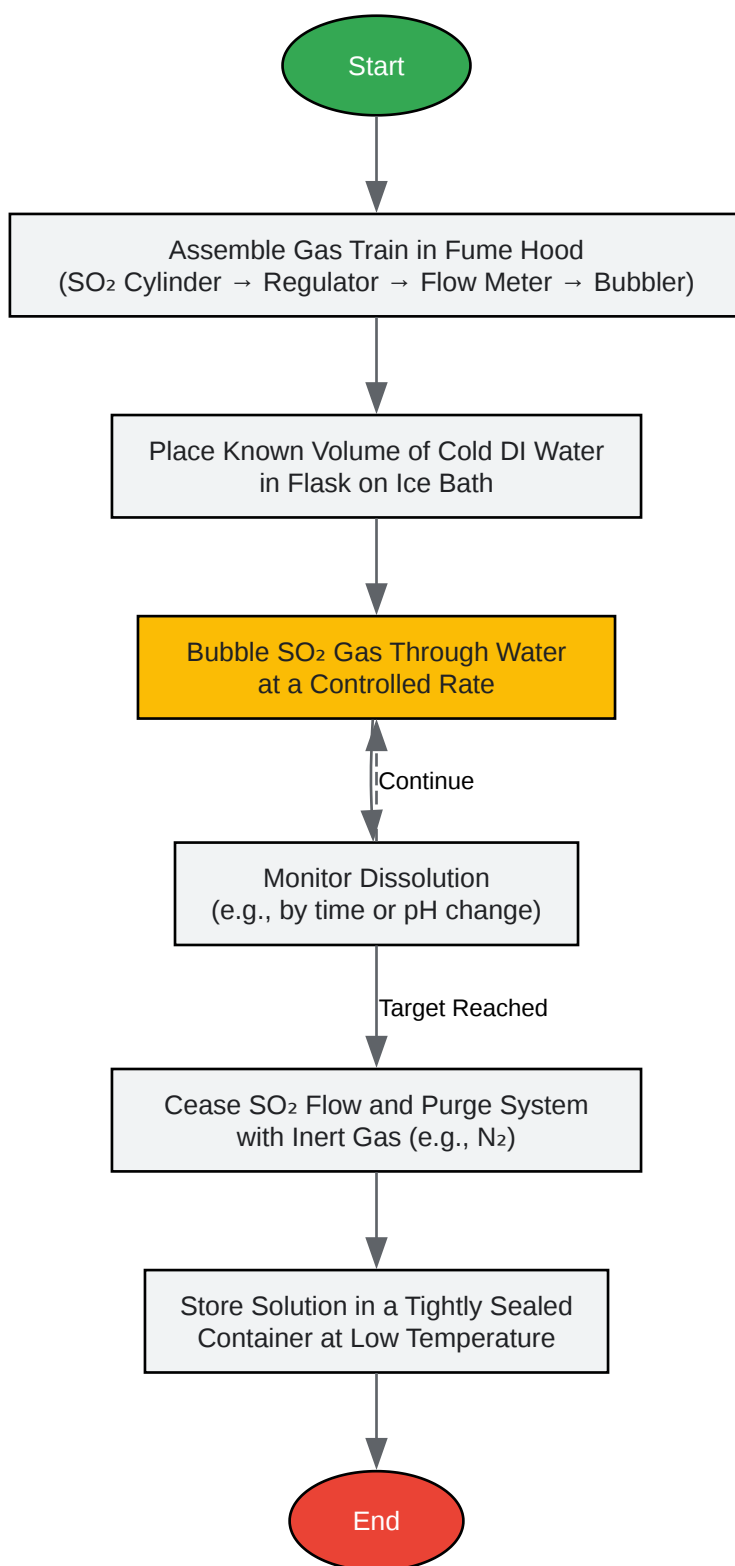 Start
Assemble Gas Train in Fume Hood
(SO₂ Cylinder → Regulator → Flow Meter → Bubbler)
Place Known Volume of Cold DI Water
in Flask on Ice Bath
Bubble SO₂ Gas Through Water
at a Controlled Rate
Continue
Monitor Dissolution
(e.g., by time or pH change)
Target Reached
Cease SO₂ Flow and Purge System
with Inert Gas (e.g., N₂)
Store Solution in a Tightly Sealed
Container at Low Temperature
End